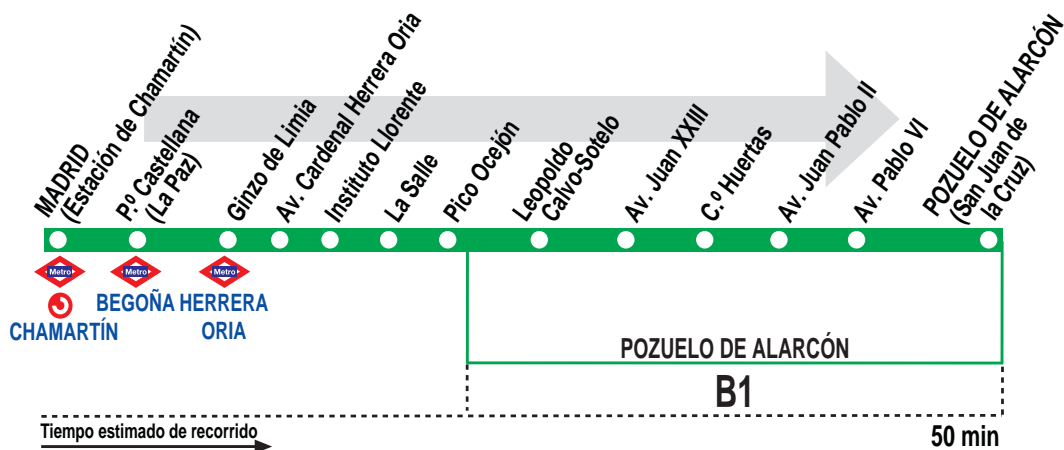 MADRID
(Estación de Chamartín)
P.º Castellana
(La Paz)
Ginzo de Limia
Av. Cardenal Herrera Oria
Instituto Llorente
La Salle
Pico Ocejón
Leopoldo
Calvo-Sotelo
Av. Juan XXIII
C.º Huertas
Av. Juan Pablo II
Av. Pablo VI
POZUELO DE ALARCÓN
(San Juan de
la Cruz)
Metro
Metro
Metro
CHAMARTÍN
BEGOÑA
HERRERA
ORIA
POZUELO DE ALARCÓN
B1
Tiempo estimado de recorrido
50 min